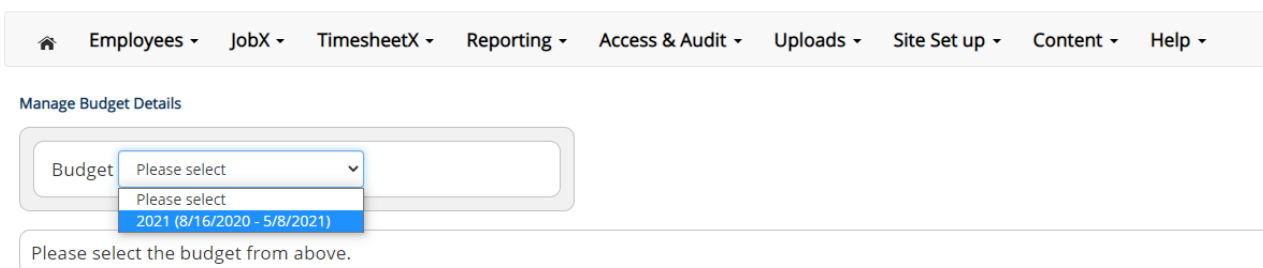 Employees JobX TimesheetX Reporting Access & Audit Uploads Site Set up Content Help
Manage Budget Details
Budget Please select
Please select
2021 (8/16/2020 - 5/8/2021)
Please select the budget from above.